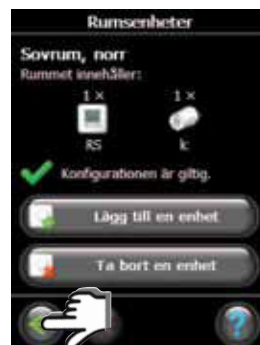 Rumsenheter
Sovrum, norr
Rummet innehåller:
1 × 1 ×
RS k
Konfigurationen är giltig.
Lägg till en enhet
Ta bort en enhet
?